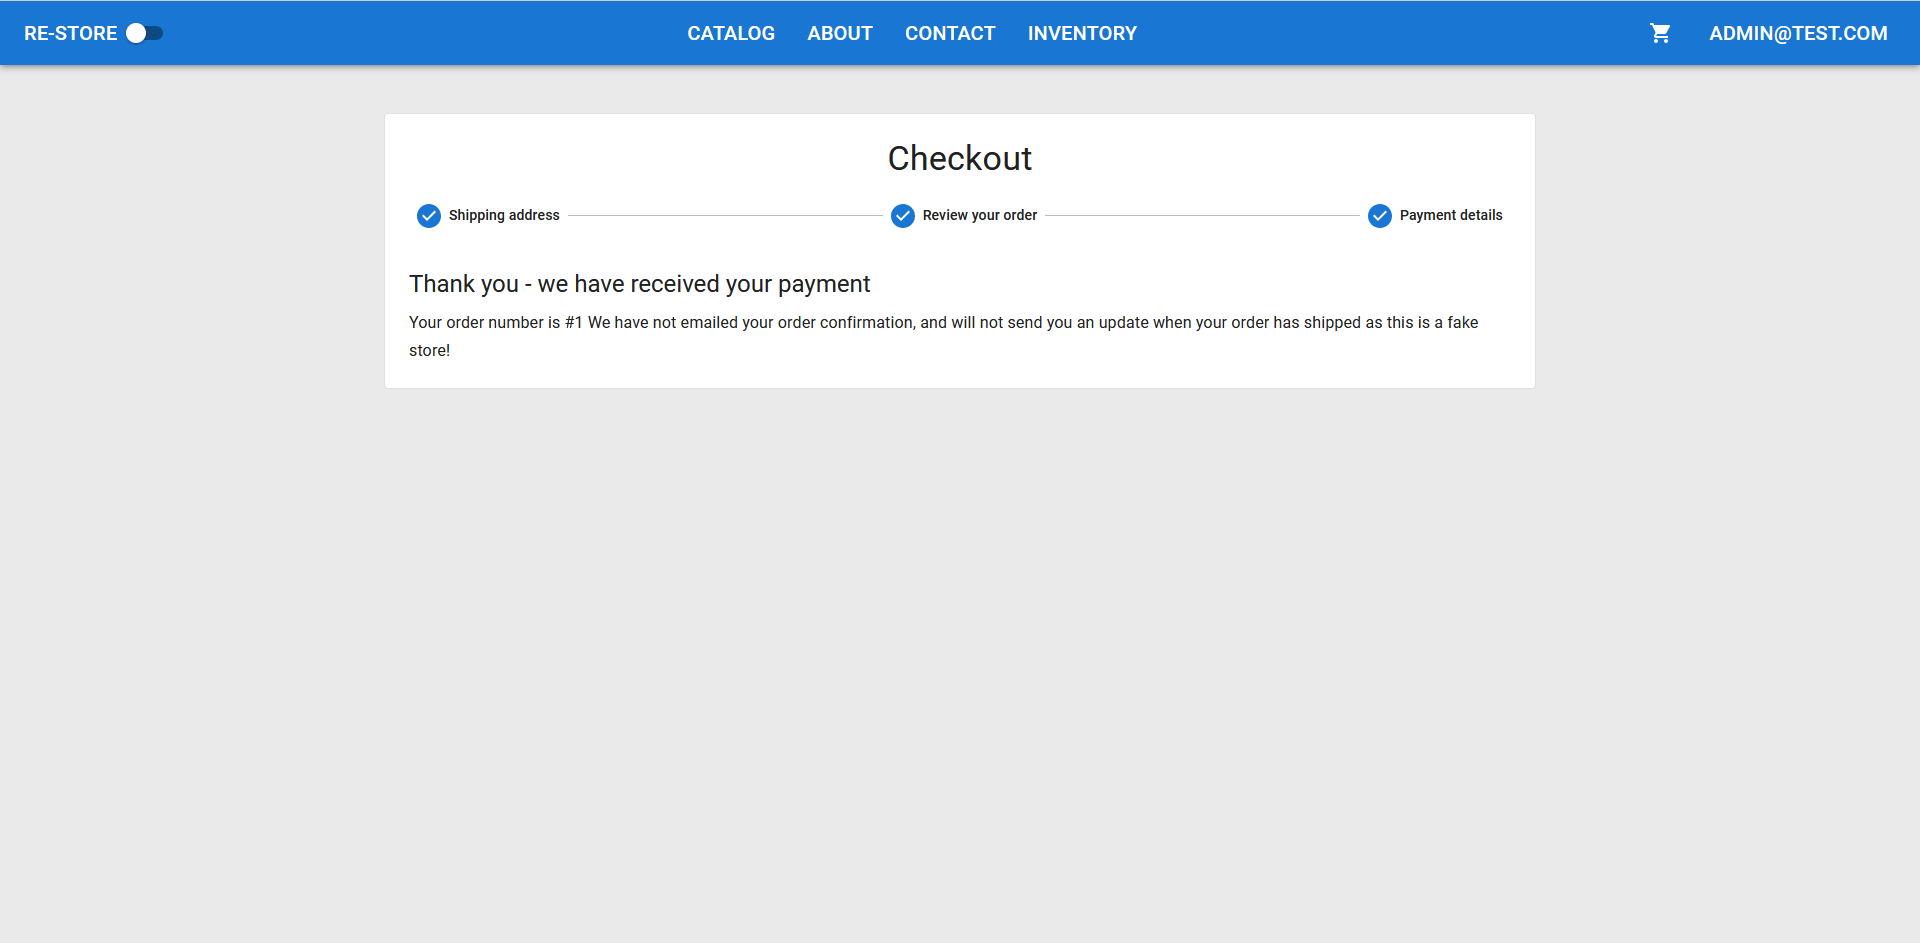 RE-STORE
CATALOG ABOUT CONTACT INVENTORY
ADMIN@TEST.COM
Checkout
Shipping address
Review your order
Payment details
Thank you - we have received your payment
Your order number is #1 We have not emailed your order confirmation, and will not send you an update when your order has shipped as this is a fake
store!